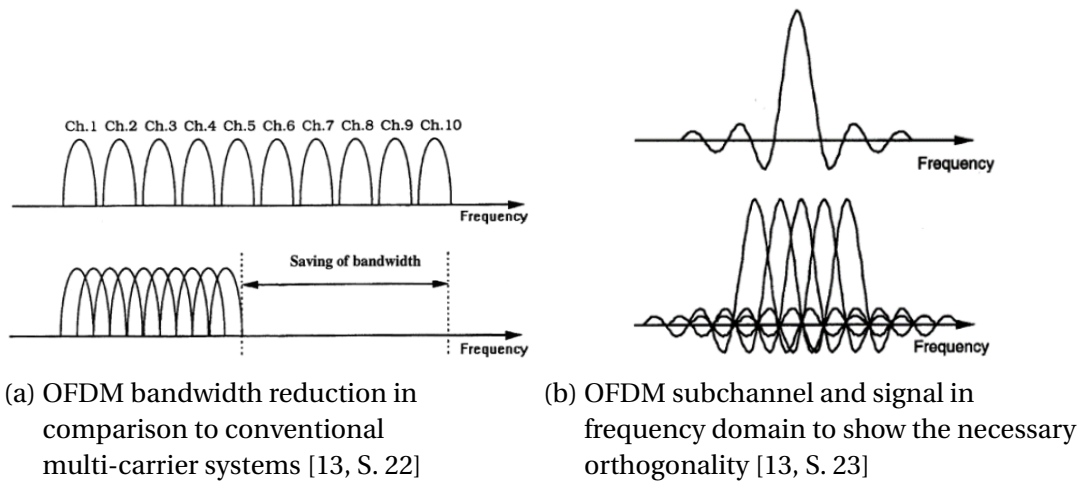 Ch.1 Ch.2 Ch.3 Ch.4 Ch.5 Ch.6 Ch.7 Ch.8 Ch.9 Ch.10
Frequency
Saving of bandwidth
Frequency
(a) OFDM bandwidth reduction in
comparison to conventional
multi-carrier systems [13, S. 22]
Frequency
Frequency
(b) OFDM subchannel and signal in
frequency domain to show the necessary
orthogonality [13, S. 23]